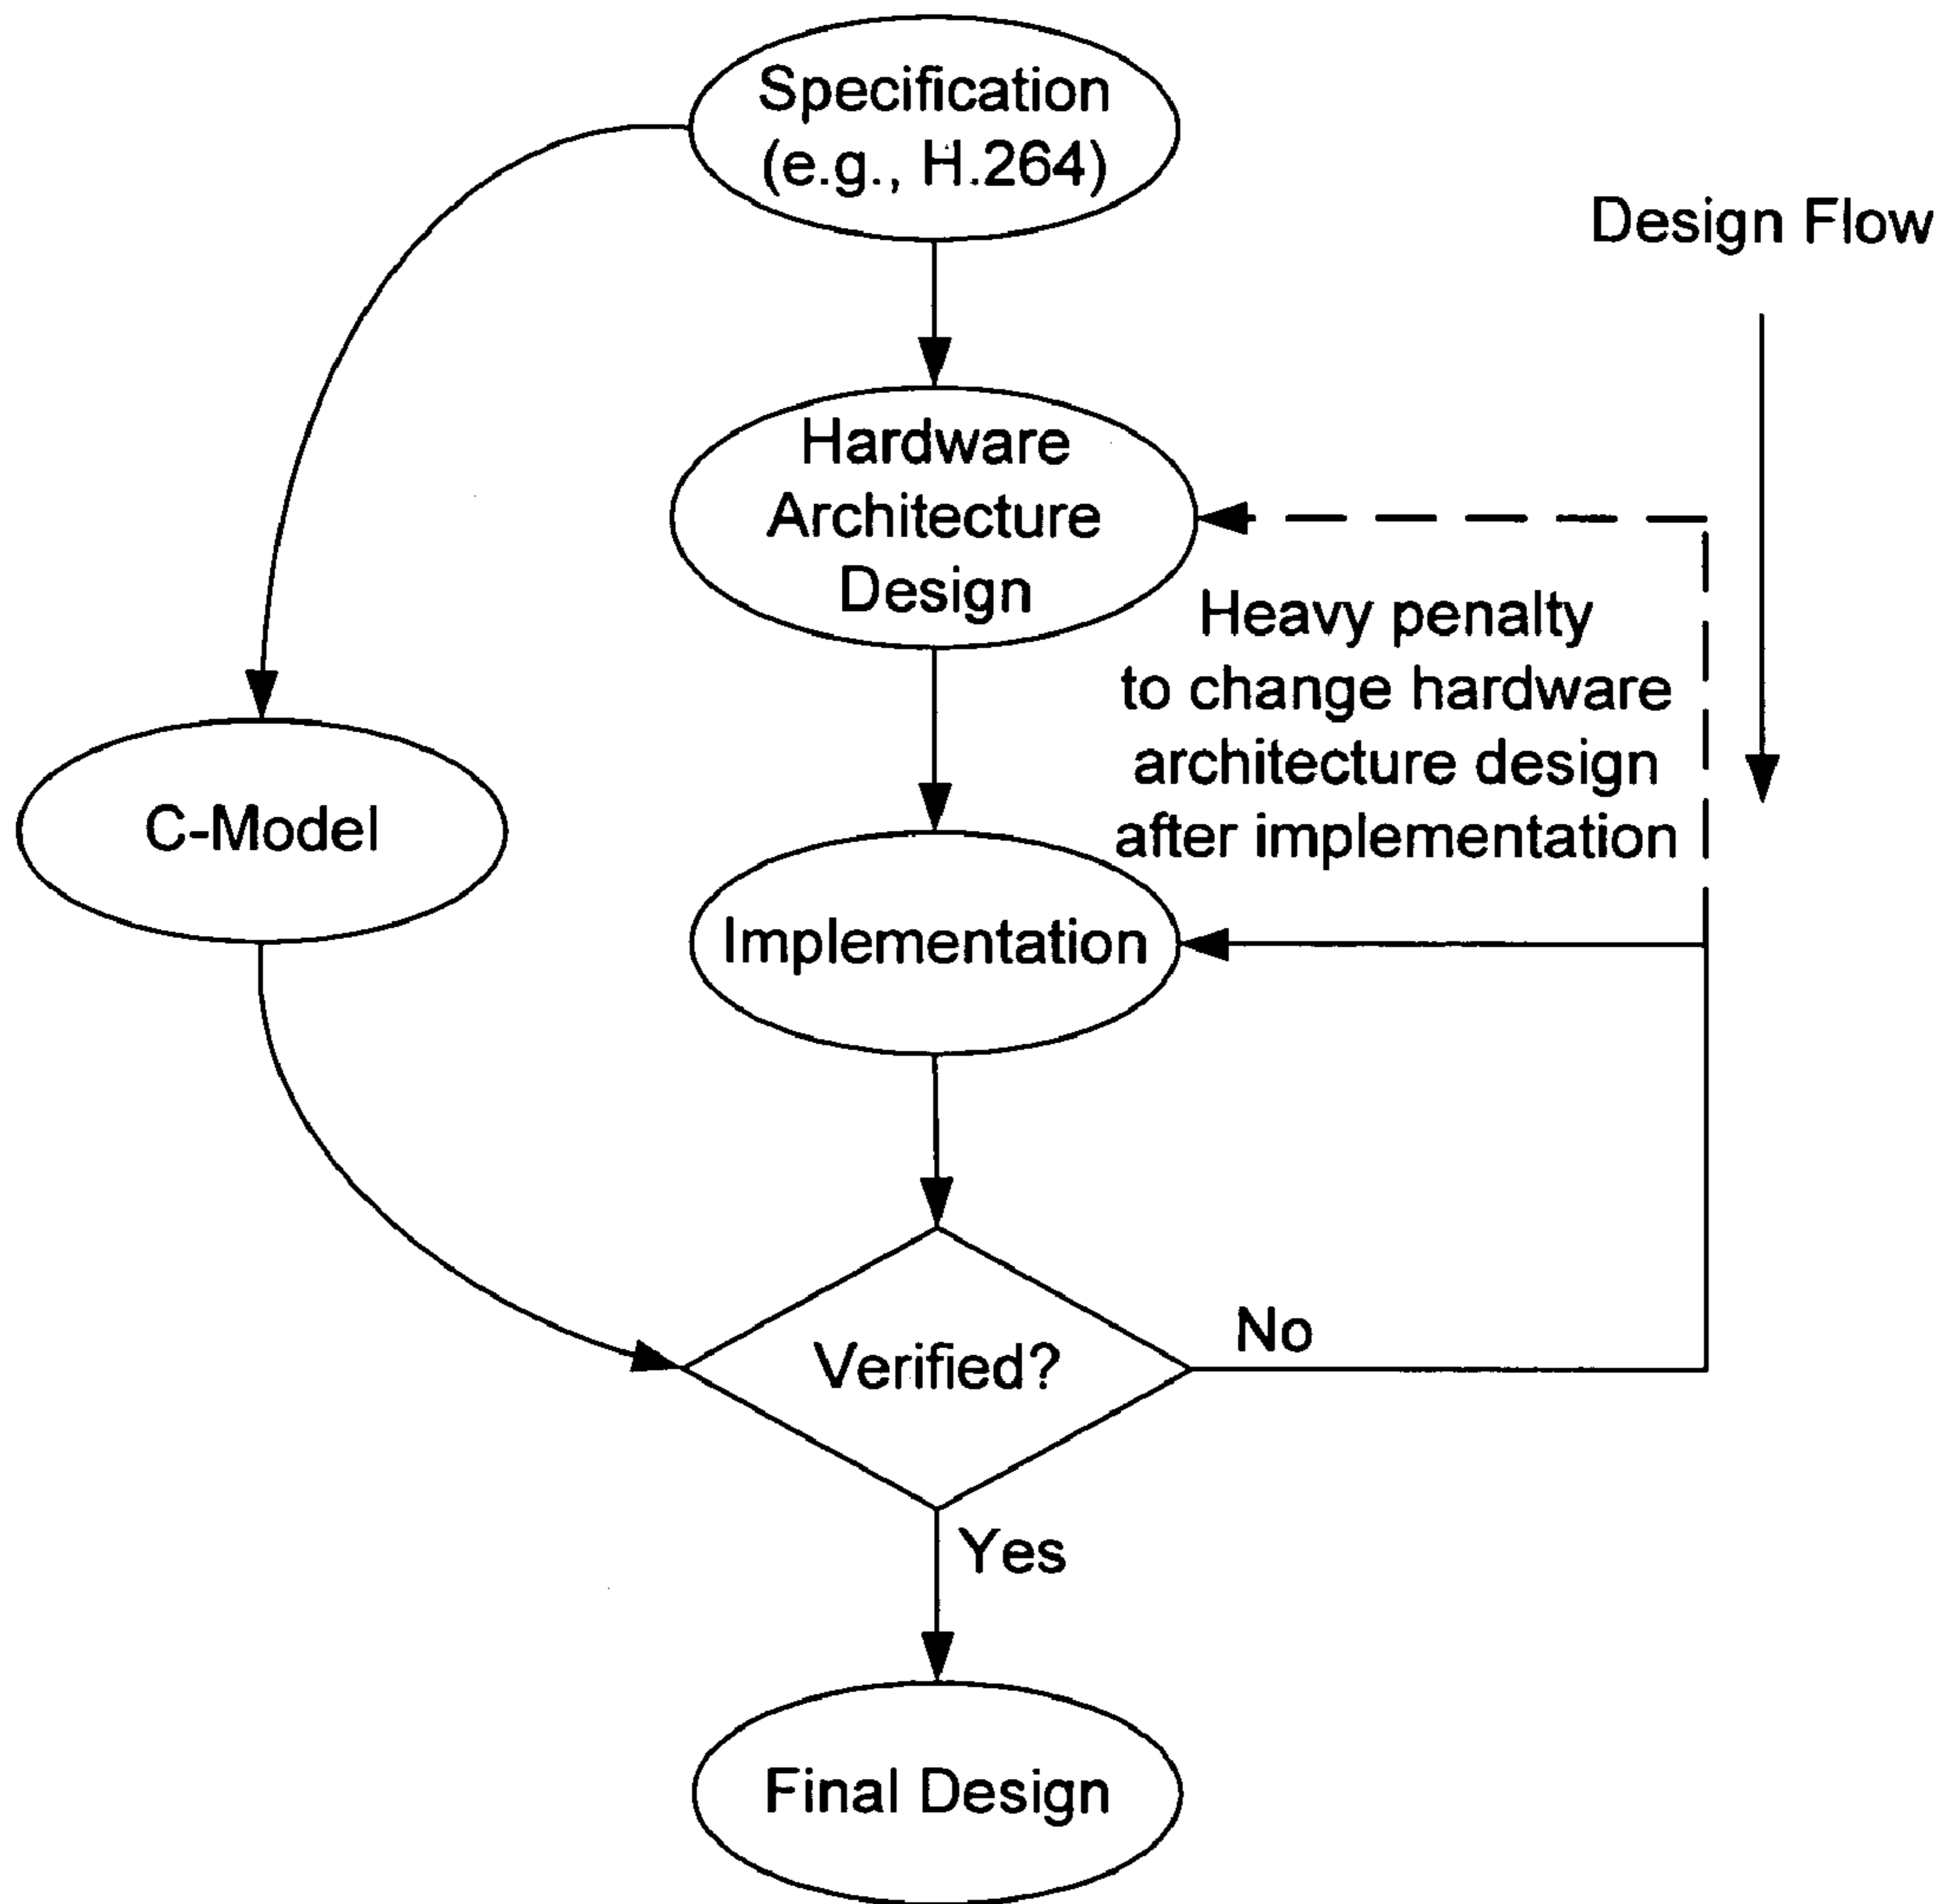 Specification
(e.g., H.264)
Design Flow
Hardware
Architecture
Design
Heavy penalty
to change hardware
architecture design
after implementation
C-Model
Implementation
Verified?
No
Yes
Final Design